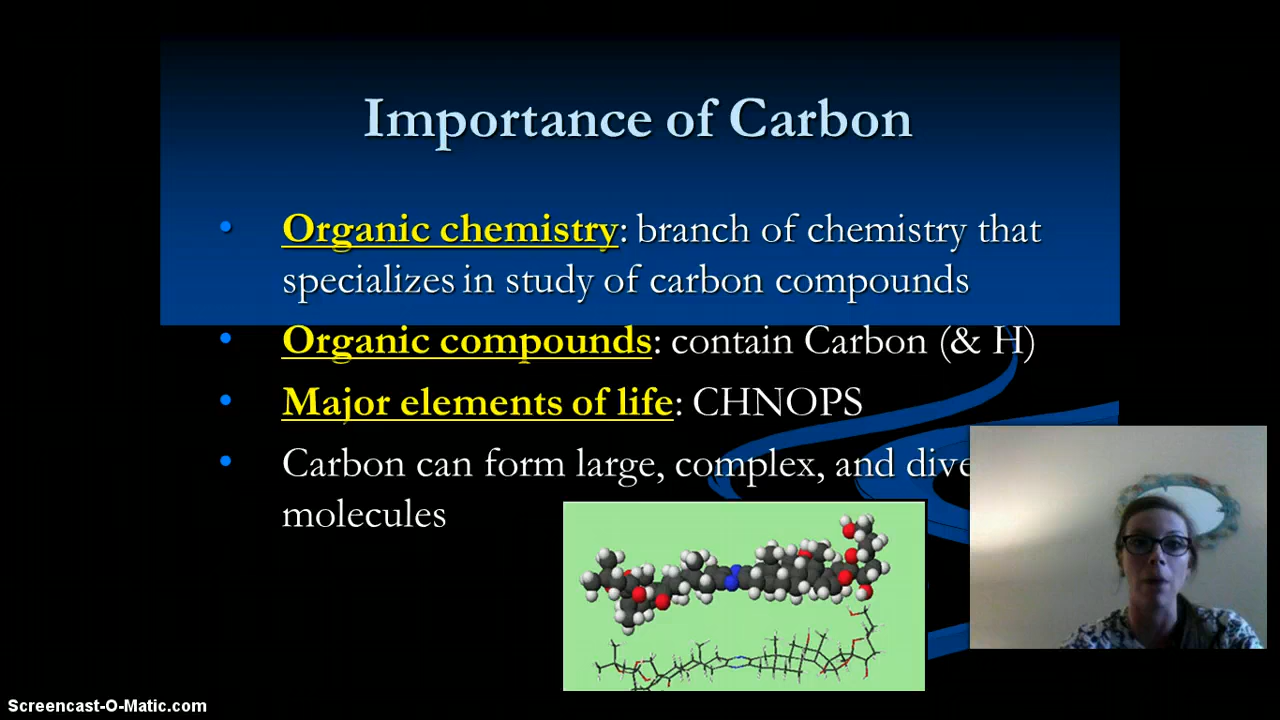 Importance of Carbon
• Organic chemistry: branch of chemistry that
specializes in study of carbon compounds
• Organic compounds: contain Carbon (& H)
• Major elements of life: CHNOPS
• Carbon can form large, complex, and dive
molecules
Screencast-O-Matic.com